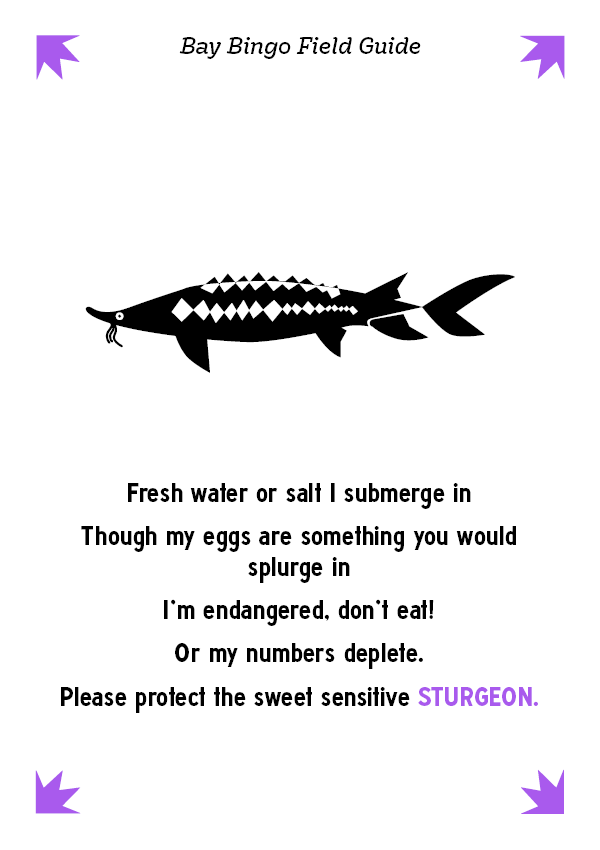 Bay Bingo Field Guide
Fresh water or salt I submerge in
Though my eggs are something you would
splurge in
I'm endangered, don't eat!
Or my numbers deplete.
Please protect the sweet sensitive STURGEON.